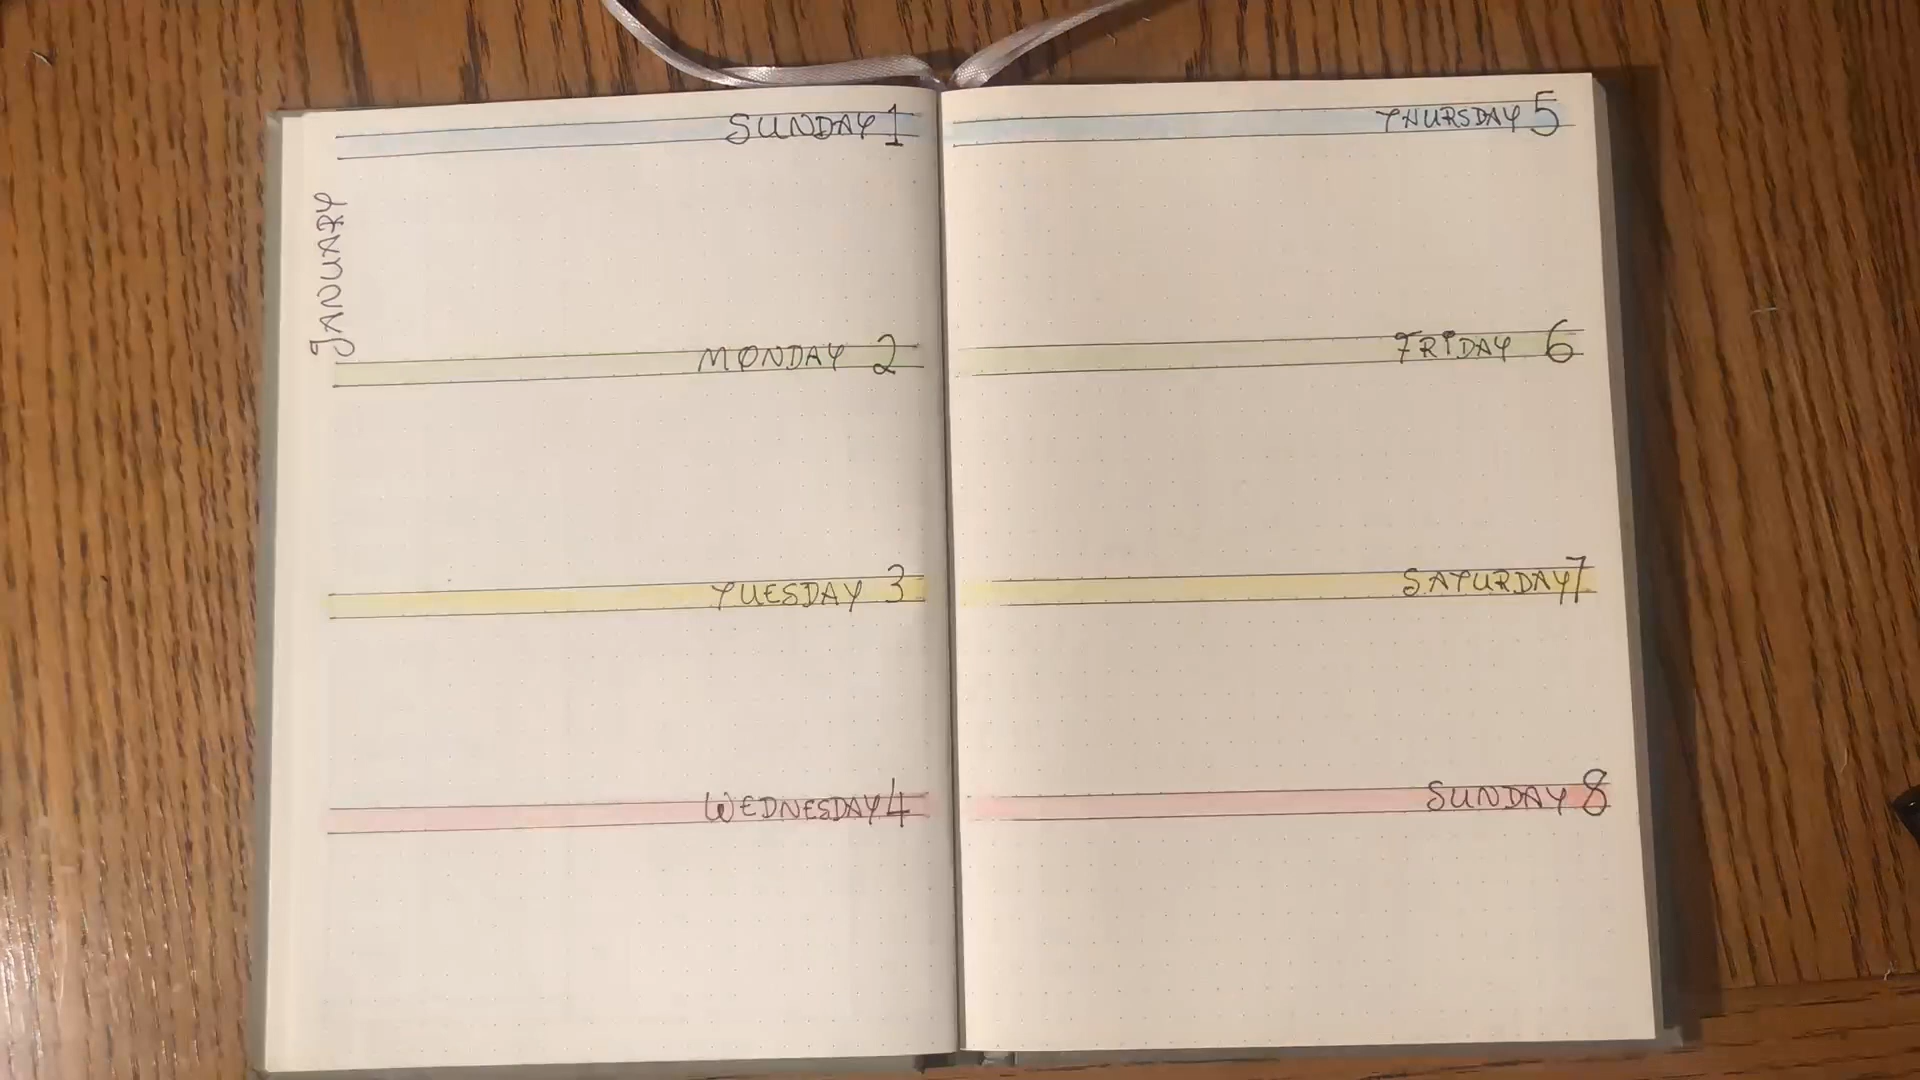 JANUARY
SUNDAY 1
MONDAY 2
TUESDAY 3
WEDNESDAY 4
THURSDAY 5
FRIDAY 6
SATURDAY 7
SUNDAY 8